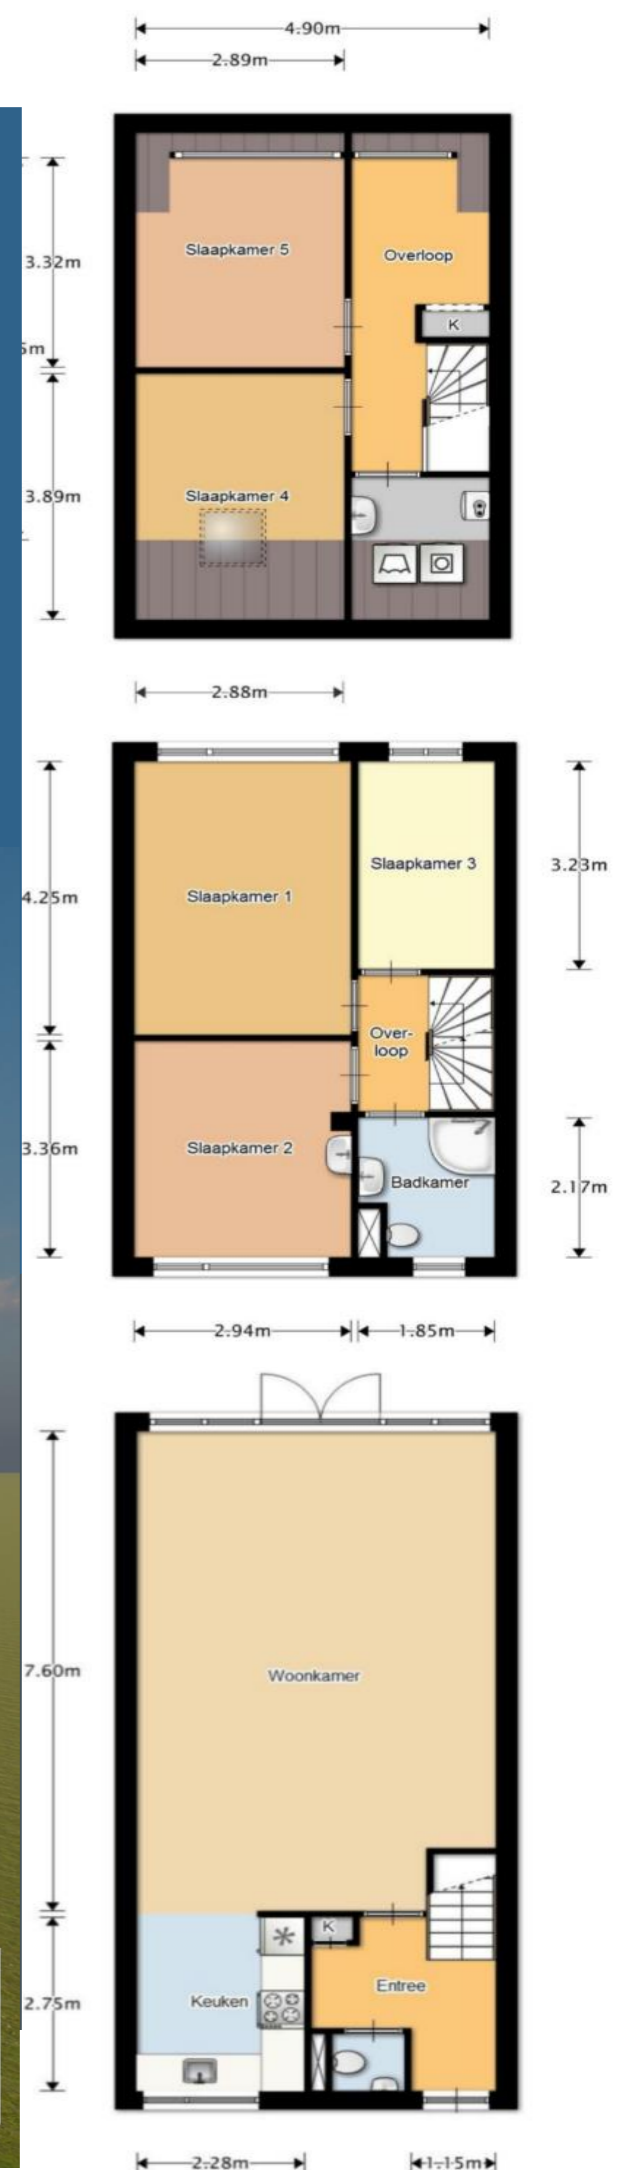 4.90m
2.89m
3.32m
Slaapkamer 5
Overloop
K
5m
3.89m
Slaapkamer 4
2.88m
4.25m
Slaapkamer 1
Slaapkamer 3
3.23m
Over-
loop
3.36m
Slaapkamer 2
Badkamer
2.17m
2.94m
1.85m
7.60m
Woonkamer
K
Entree
2.75m
Keuken
2.28m
1.15m